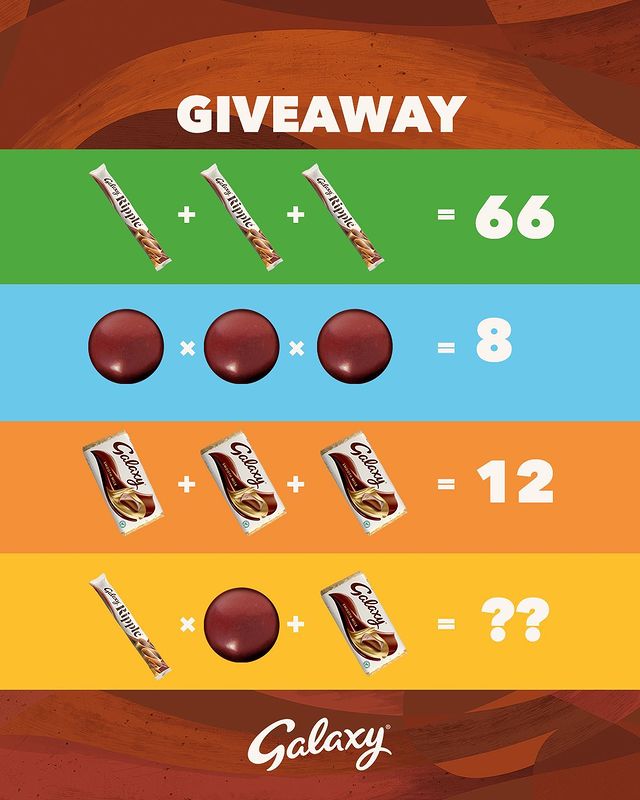 GIVEAWAY
Galaxy Ripple + Galaxy Ripple + Galaxy Ripple = 66
× × = 8
Galaxy + Galaxy + Galaxy = 12
Galaxy Ripple × + Galaxy = ??
Galaxy®